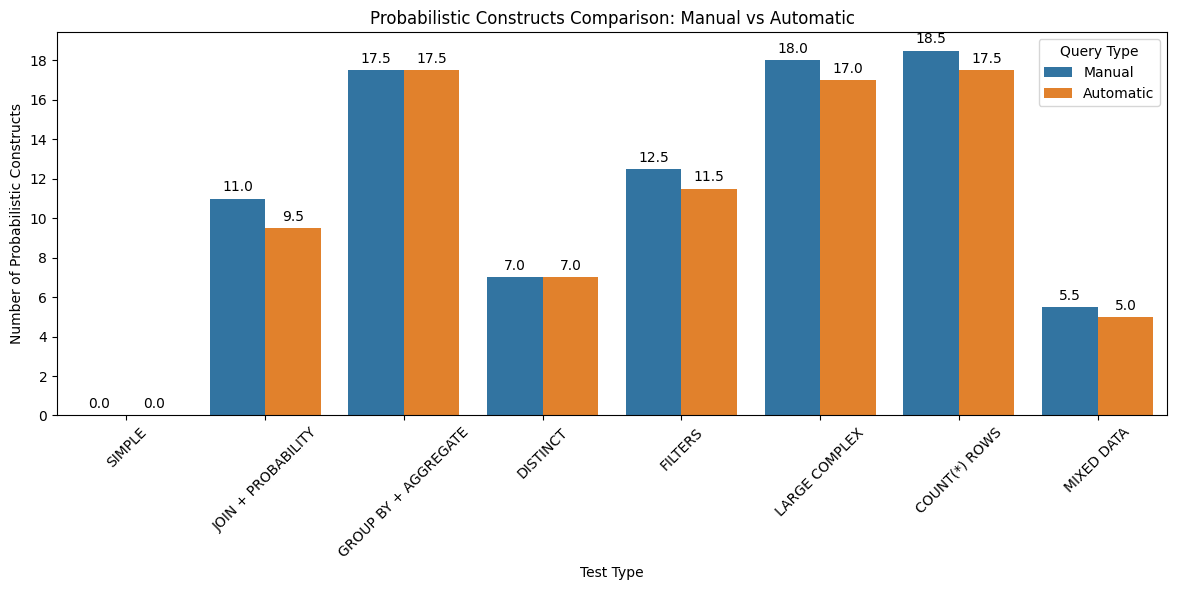 Probabilistic Constructs Comparison: Manual vs Automatic
Number of Probabilistic Constructs
18
16
14
12
10
8
6
4
2
0
0.0
0.0
11.0
9.5
17.5
17.5
7.0
7.0
12.5
11.5
18.0
17.0
18.5
17.5
5.5
5.0
Query Type
Manual
Automatic
SIMPLE
JOIN + PROBABILITY
GROUP BY + AGGREGATE
DISTINCT
FILTERS
LARGE COMPLEX
COUNT(*) ROWS
MIXED DATA
Test Type